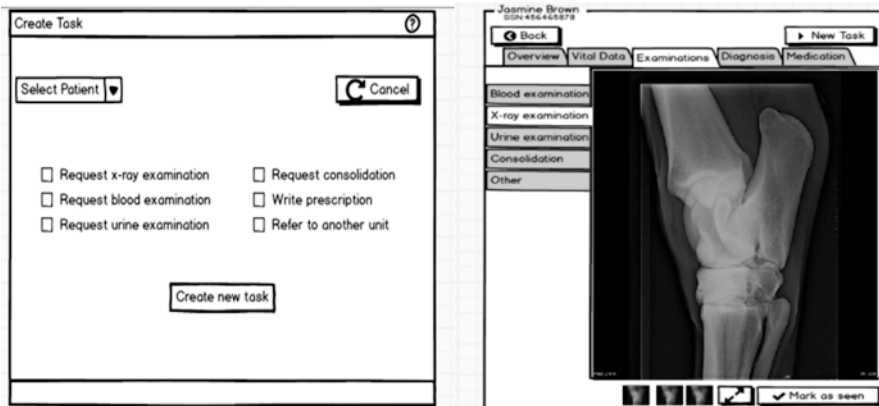 Create Task
?
Select Patient
Cancel
Request x-ray examination
Request consolidation
Request blood examination
Write prescription
Request urine examination
Refer to another unit
Create new task
Jasmine Brown
SSN:456465878
Back
New Task
Overview
Vital Data
Examinations
Diagnosis
Medication
Blood examination
X-ray examination
Urine examination
Consolidation
Other
Mark as seen